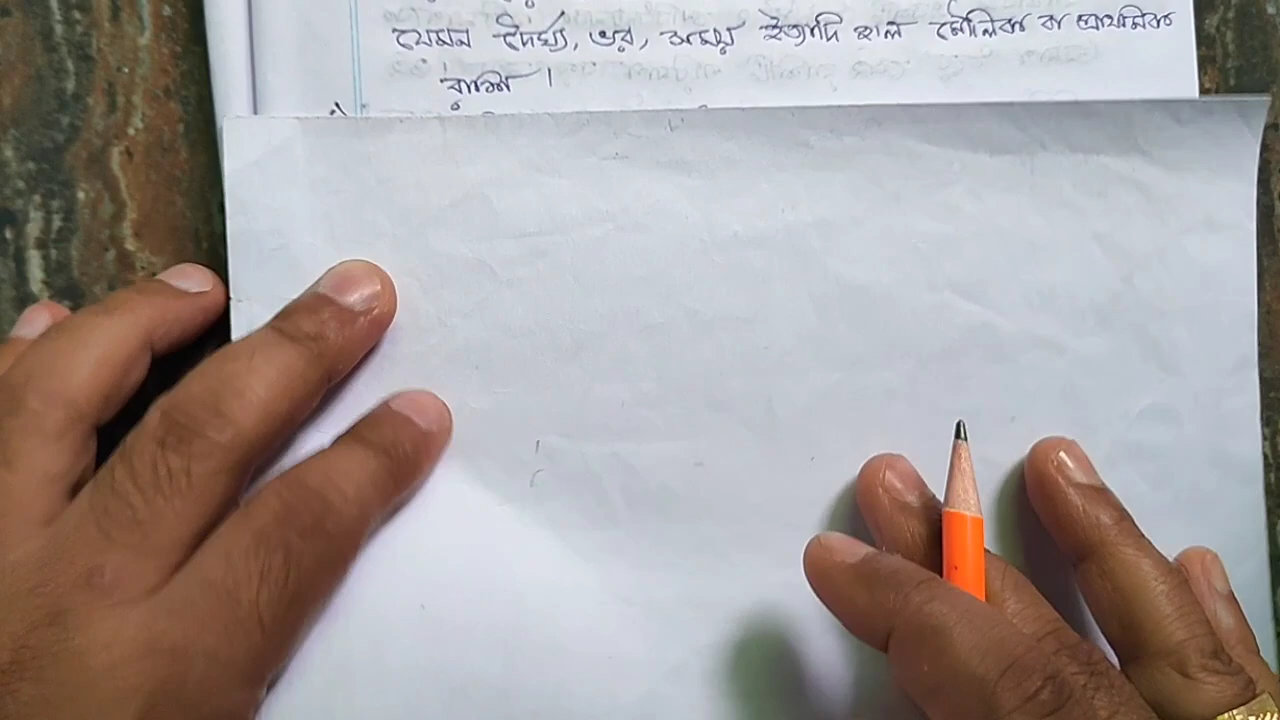 যেমন দৈর্ঘ্য, ভর, সময় ইত্যাদি হল মৌলিক বা প্রাথমিক
রাশি।